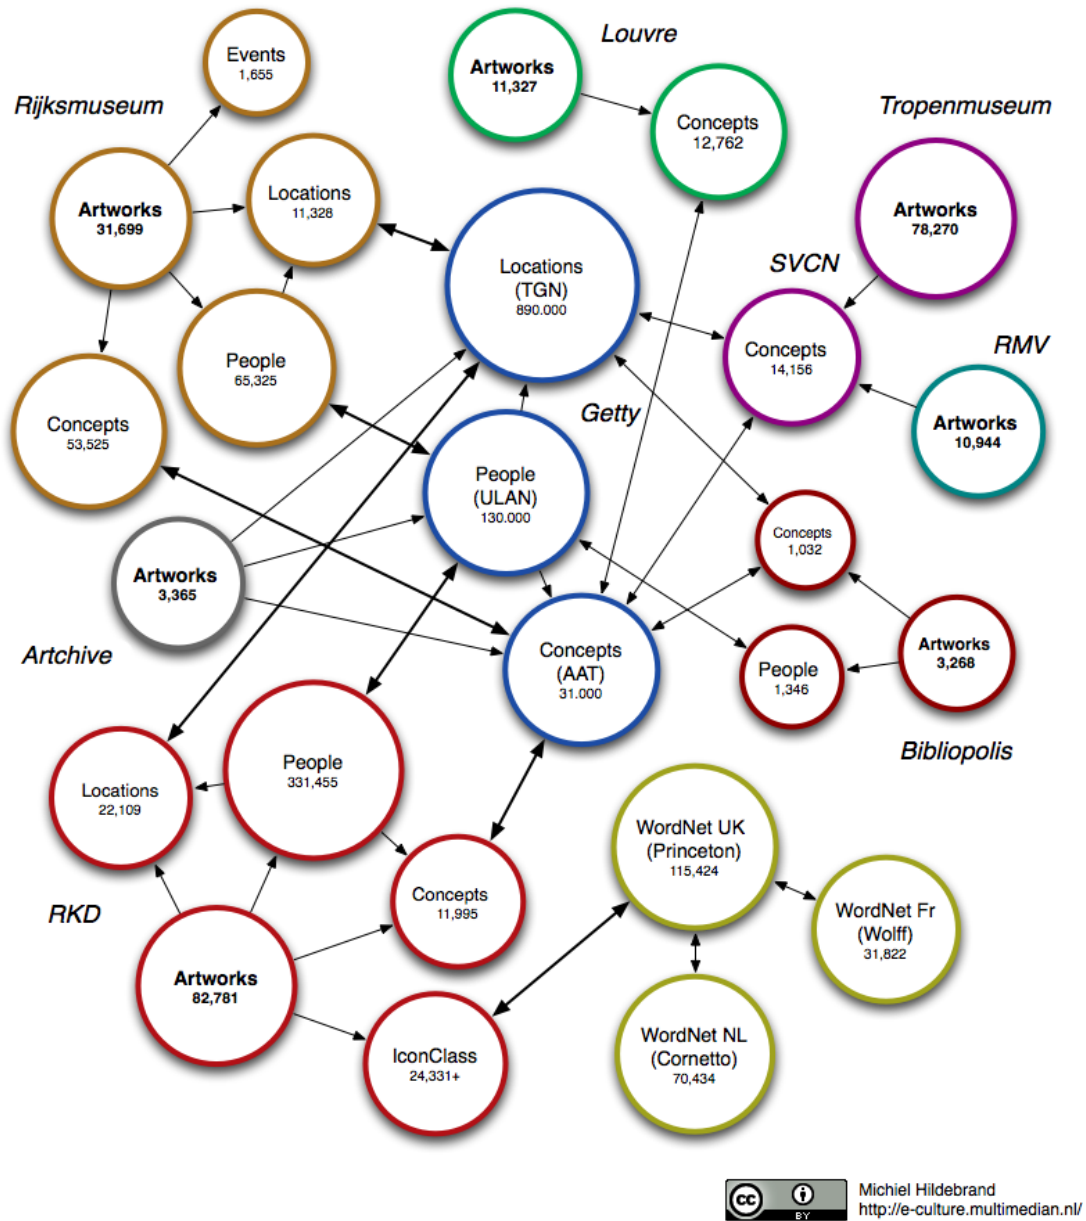 Louvre
Events
1,655
Artworks
11,327
Rijksmuseum
Tropenmuseum
Concepts
12,762
Locations
11,328
Artworks
31,699
Artworks
78,270
SVCN
Locations
(TGN)
890.000
RMV
Concepts
14,156
People
65,325
Getty
Concepts
53,525
Artworks
10,944
People
(ULAN)
130.000
Concepts
1,032
Artworks
3,365
Artchive
Concepts
(AAT)
31.000
People
1,346
Artworks
3,268
Bibliopolis
People
331,455
Locations
22,109
WordNet UK
(Princeton)
115,424
Concepts
11,995
WordNet Fr
(Wolff)
31,822
RKD
Artworks
82,781
IconClass
24,331+
WordNet NL
(Cornetto)
70,434
cc
BY
Michiel Hildebrand
http://e-culture.multimedian.nl/